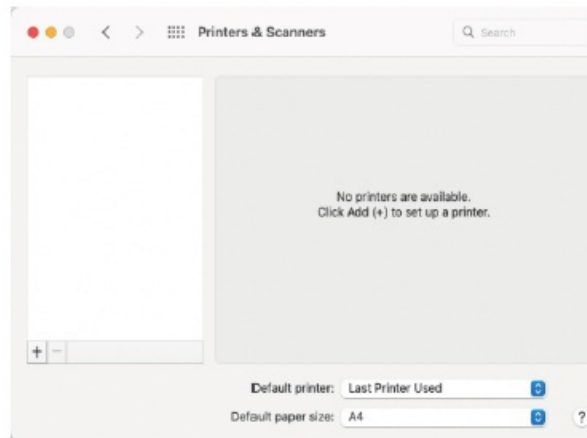 Printers & Scanners
Search
No printers are available.
Click Add (+) to set up a printer.
+ −
Default printer: Last Printer Used
Default paper size: A4
?